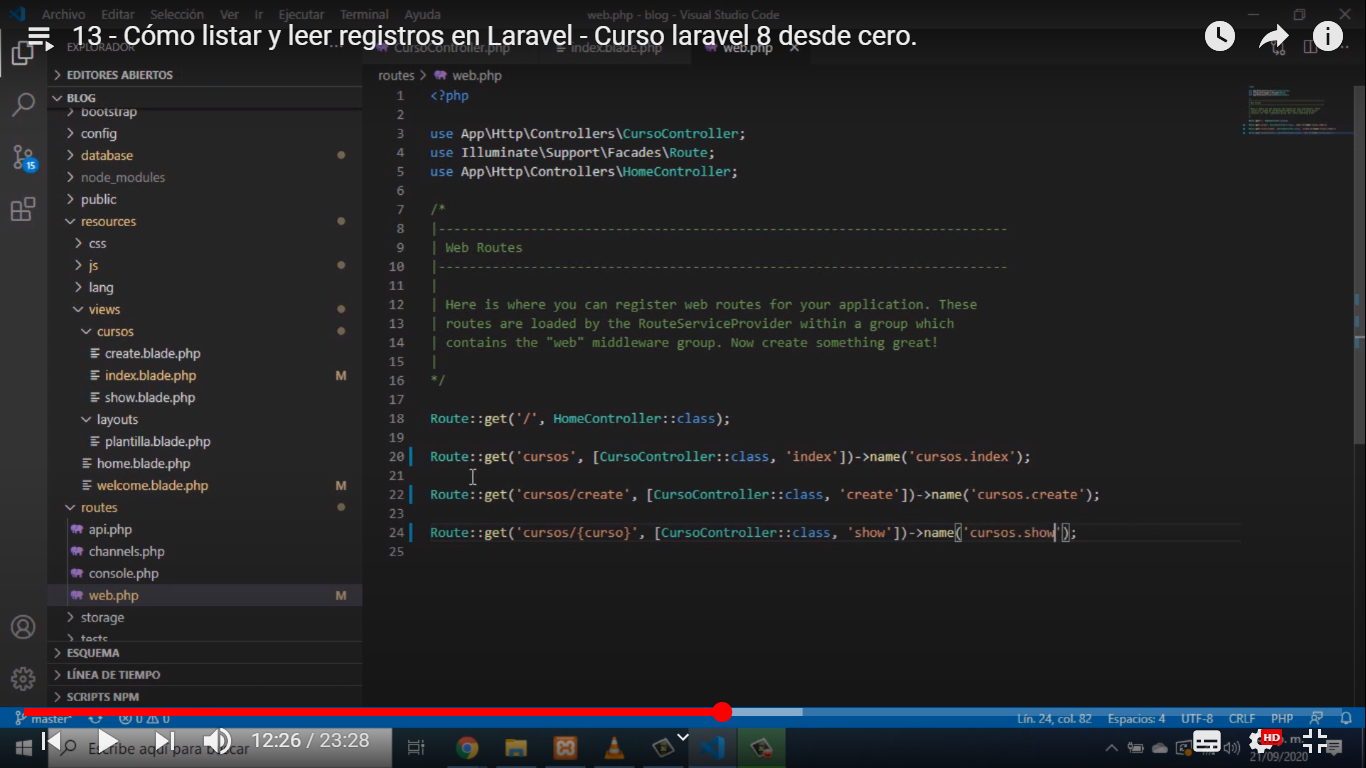 Archivo Editar Selección Ver Ir Ejecutar Terminal Ayuda web.php - blog - Visual Studio Code
13 - Cómo listar y leer registros en Laravel - Curso laravel 8 desde cero.
EXPLORADOR
CursoController.php index.blade.php web.php
EDITORES ABIERTOS
BLOG
bootstrap
config
database
node_modules
public
resources
css
js
lang
views
cursos
create.blade.php
index.blade.php M
show.blade.php
layouts
plantilla.blade.php
home.blade.php
welcome.blade.php M
routes
api.php
channels.php
console.php
web.php M
storage
tests
ESQUEMA
LÍNEA DE TIEMPO
SCRIPTS NPM
15
routes > web.php
1 <?php
2
3 use App\Http\Controllers\CursoController;
4 use Illuminate\Support\Facades\Route;
5 use App\Http\Controllers\HomeController;
6
7 /*
8 |--------------------------------------------------------------------------
9 | Web Routes
10 |--------------------------------------------------------------------------
11 |
12 | Here is where you can register web routes for your application. These
13 | routes are loaded by the RouteServiceProvider within a group which
14 | contains the "web" middleware group. Now create something great!
15 |
16 */
17
18 Route::get('/', HomeController::class);
19
20 Route::get('cursos', [CursoController::class, 'index'])->name('cursos.index');
21
22 Route::get('cursos/create', [CursoController::class, 'create'])->name('cursos.create');
23
24 Route::get('cursos/{curso}', [CursoController::class, 'show'])->name('cursos.show');
25
master* 0 0 Lín. 24, col. 82 Espacios: 4 UTF-8 CRLF PHP
Escribe aquí para buscar
12:26 / 23:28
HD
21/09/2020